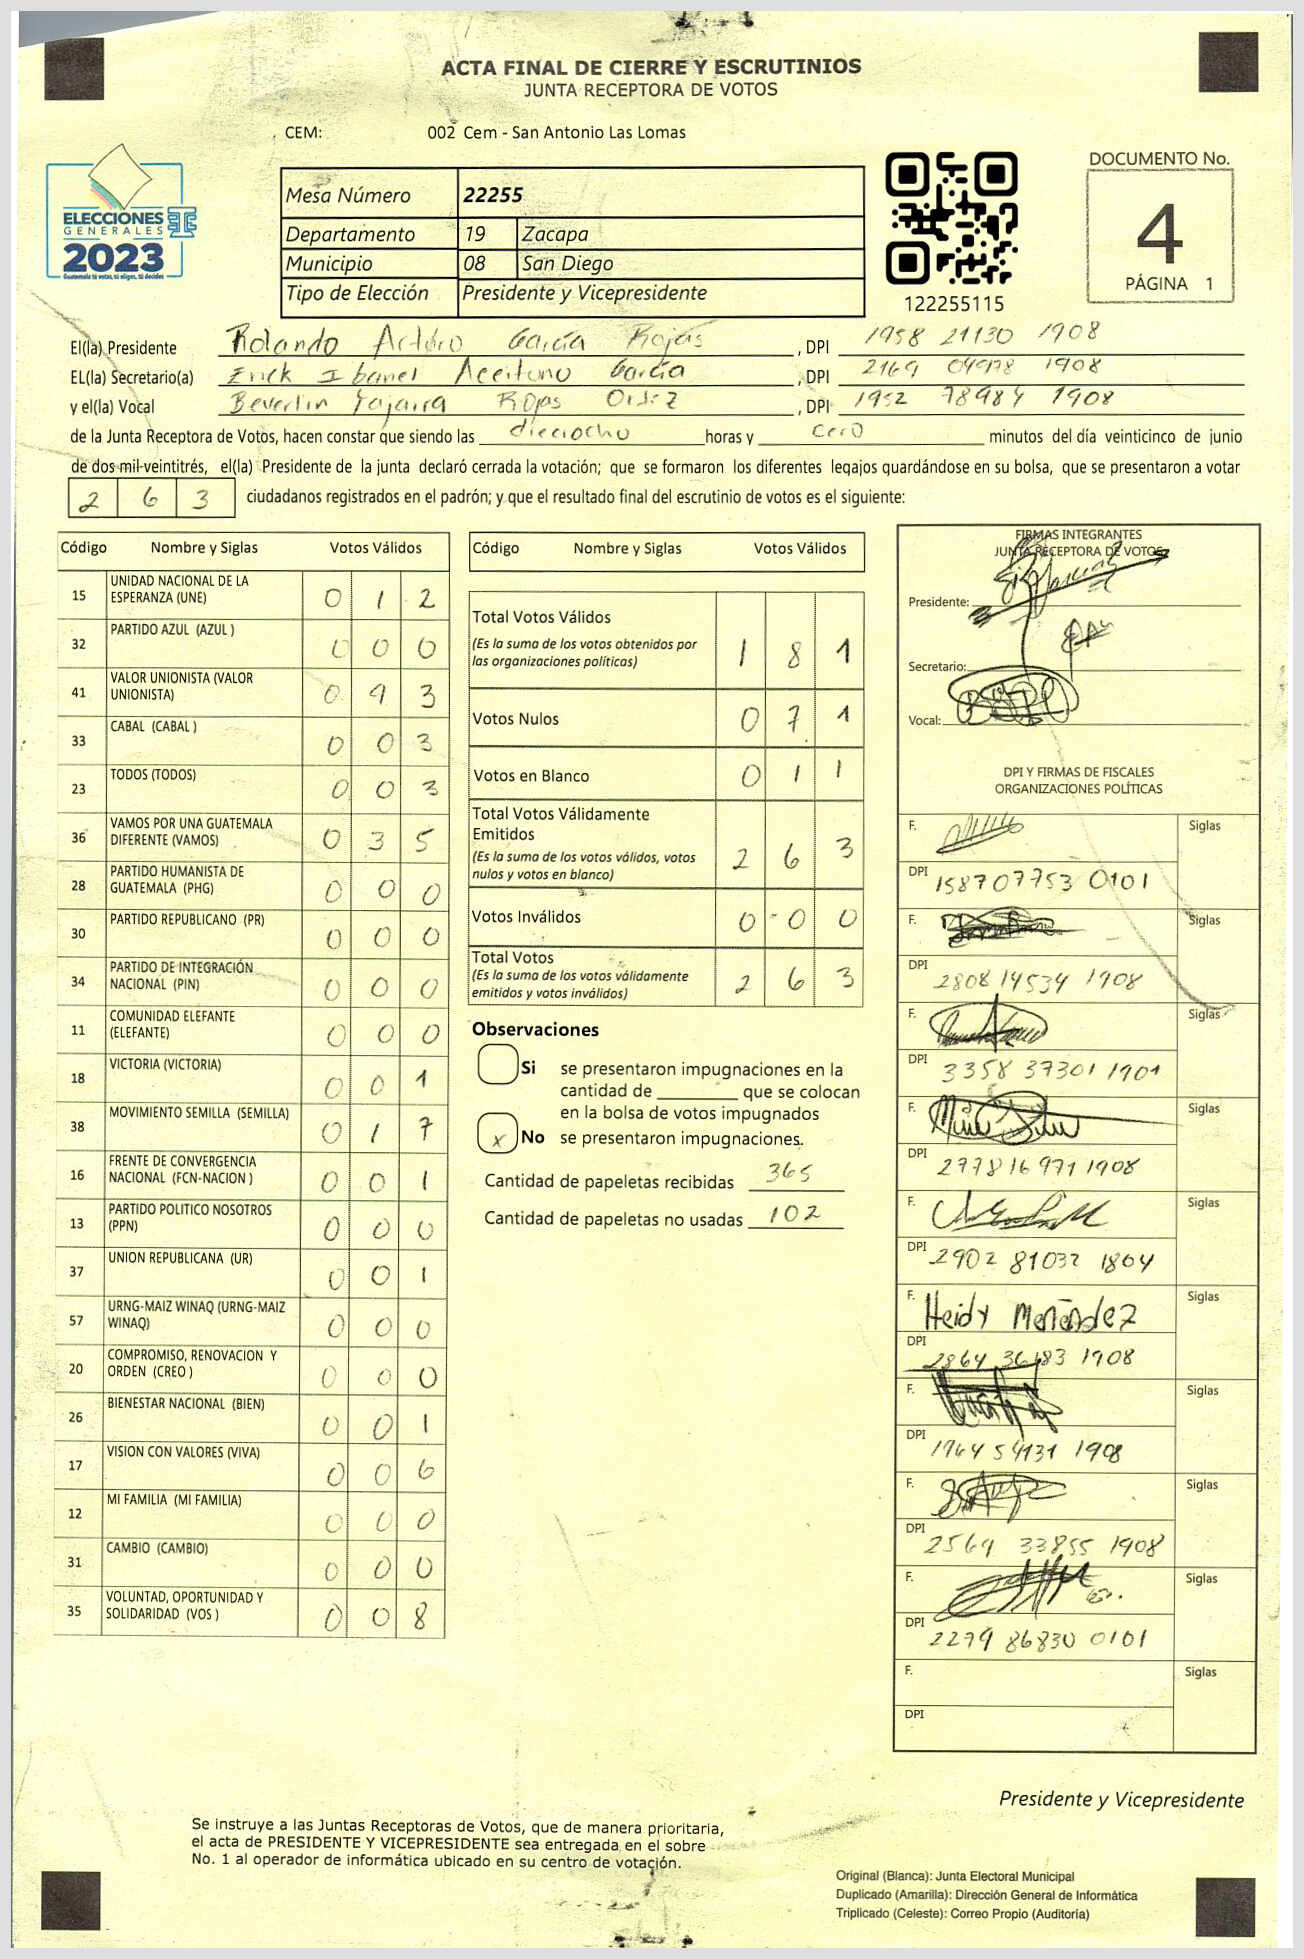 ACTA FINAL DE CIERRE Y ESCRUTINIOS
JUNTA RECEPTORA DE VOTOS
CEM: 002 Cem - San Antonio Las Lomas
ELECCIONES
GENERALES
2023
Guatemala tú votas, tú eliges, tú decides
Mesa Número 22255
Departamento 19 Zacapa
Municipio 08 San Diego
Tipo de Elección Presidente y Vicepresidente
122255115
DOCUMENTO No.
4
PÁGINA 1
El(la) Presidente Rolando Arturo García Rojas , DPI 1958 21130 1908
EL(la) Secretario(a) Erick Ibanel Aceituno García , DPI 2169 04978 1908
y el(la) Vocal Beverlin Yajaira Rojas , DPI 1952 78984 1908
de la Junta Receptora de Votos, hacen constar que siendo las dieciocho horas y cero minutos del día veinticinco de junio
de dos mil veintitrés, el(la) Presidente de la junta declaró cerrada la votación; que se formaron los diferentes legajos guardándose en su bolsa, que se presentaron a votar
2 6 3 ciudadanos registrados en el padrón; y que el resultado final del escrutinio de votos es el siguiente:
Código Nombre y Siglas Votos Válidos
15 UNIDAD NACIONAL DE LA ESPERANZA (UNE) 0 1 2
32 PARTIDO AZUL (AZUL ) 0 0 0
41 VALOR UNIONISTA (VALOR UNIONISTA) 0 9 3
33 CABAL (CABAL ) 0 0 3
23 TODOS (TODOS) 0 0 3
36 VAMOS POR UNA GUATEMALA DIFERENTE (VAMOS) 0 3 5
28 PARTIDO HUMANISTA DE GUATEMALA (PHG) 0 0 0
30 PARTIDO REPUBLICANO (PR) 0 0 0
34 PARTIDO DE INTEGRACIÓN NACIONAL (PIN) 0 0 0
11 COMUNIDAD ELEFANTE (ELEFANTE) 0 0 0
18 VICTORIA (VICTORIA) 0 0 1
38 MOVIMIENTO SEMILLA (SEMILLA) 0 1 7
16 FRENTE DE CONVERGENCIA NACIONAL (FCN-NACION ) 0 0 1
13 PARTIDO POLITICO NOSOTROS (PPN) 0 0 0
37 UNION REPUBLICANA (UR) 0 0 1
57 URNG-MAIZ WINAQ (URNG-MAIZ WINAQ) 0 0 0
20 COMPROMISO, RENOVACION Y ORDEN (CREO ) 0 0 0
26 BIENESTAR NACIONAL (BIEN) 0 0 1
17 VISION CON VALORES (VIVA) 0 0 6
12 MI FAMILIA (MI FAMILIA) 0 0 0
31 CAMBIO (CAMBIO) 0 0 0
35 VOLUNTAD, OPORTUNIDAD Y SOLIDARIDAD (VOS ) 0 0 8
Código Nombre y Siglas Votos Válidos
Total Votos Válidos 1 8 1
(Es la suma de los votos obtenidos por
las organizaciones políticas)
Votos Nulos 0 7 1
Votos en Blanco 0 1 1
Total Votos Válidamente
Emitidos 2 6 3
(Es la suma de los votos válidos, votos
nulos y votos en blanco)
Votos Inválidos 0 - 0 0
Total Votos 2 6 3
(Es la suma de los votos válidamente
emitidos y votos inválidos)
Observaciones
Si se presentaron impugnaciones en la
cantidad de ________ que se colocan
en la bolsa de votos impugnados
x No se presentaron impugnaciones.
Cantidad de papeletas recibidas 365
Cantidad de papeletas no usadas 102
FIRMAS INTEGRANTES
JUNTA RECEPTORA DE VOTOS
Presidente:
Secretario:
Vocal:
DPI Y FIRMAS DE FISCALES
ORGANIZACIONES POLÍTICAS
F. Siglas
DPI 158707753 0101
F. Siglas
DPI 2808 14534 1908
F. Siglas
DPI 3358 37301 1901
F. Siglas
DPI 2778 16971 1908
F. Siglas
DPI 2902 81032 1804
F. Heidy Menéndez Siglas
DPI 2864 36183 1908
F. Siglas
DPI 1764 54131 1908
F. Siglas
DPI 2569 33855 1908
F. Siglas
DPI 2279 86830 0101
F. Siglas
DPI
Presidente y Vicepresidente
Se instruye a las Juntas Receptoras de Votos, que de manera prioritaria,
el acta de PRESIDENTE Y VICEPRESIDENTE sea entregada en el sobre
No. 1 al operador de informática ubicado en su centro de votación.
Original (Blanca): Junta Electoral Municipal
Duplicado (Amarilla): Dirección General de Informática
Triplicado (Celeste): Correo Propio (Auditoría)